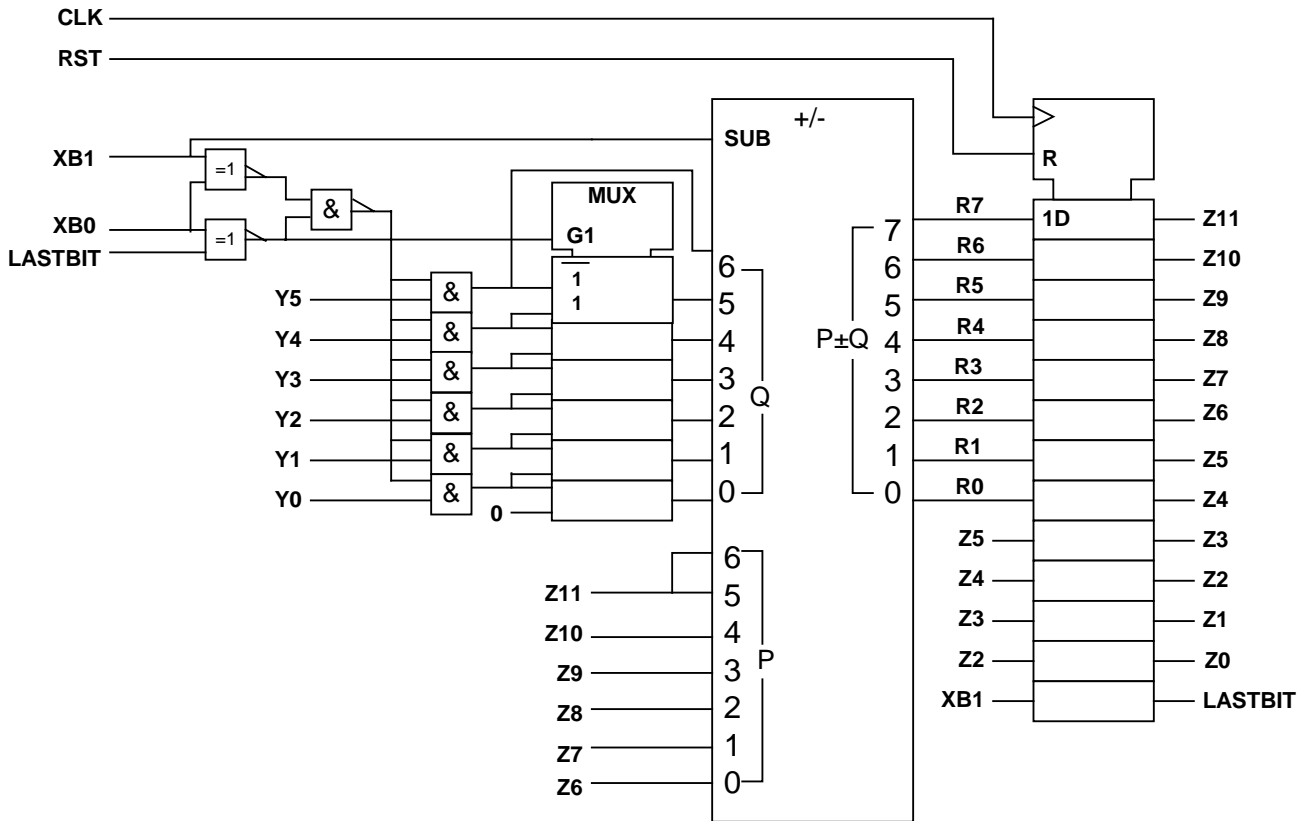 CLK
RST
+/-
SUB
R
XB1
=1
MUX
&
XB0
=1
G1
LASTBIT
R7
1D
Z11
7
R6
Z10
6
6
1
1
Y5
&
5
R5
Z9
5
Y4
&
4
P±Q
4
R4
Z8
Y3
&
3
Q
3
R3
Z7
Y2
&
2
2
R2
Z6
Y1
&
1
1
R1
Z5
Y0
&
0
0
0
R0
Z4
Z5
Z3
6
Z11
5
Z4
Z2
Z10
4
Z3
Z1
P
Z9
3
Z2
Z0
Z8
2
XB1
LASTBIT
Z7
1
Z6
0